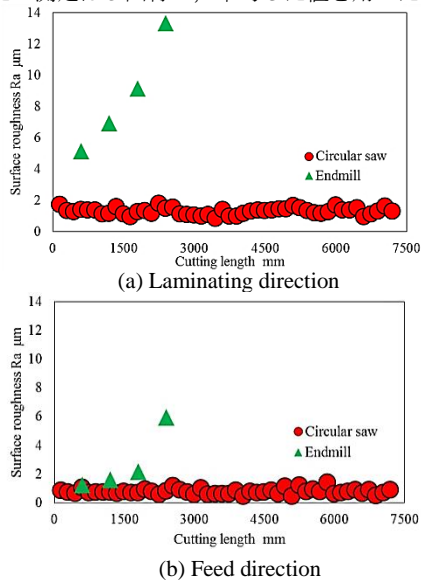 14
12
10
8
6
4
2
0
Surface roughness Ra μm
Circular saw
Endmill
0 1500 3000 4500 6000 7500
Cutting length mm
(a) Laminating direction
14
12
10
8
6
4
2
0
Surface roughness Ra μm
Circular saw
Endmill
0 1500 3000 4500 6000 7500
Cutting length mm
(b) Feed direction